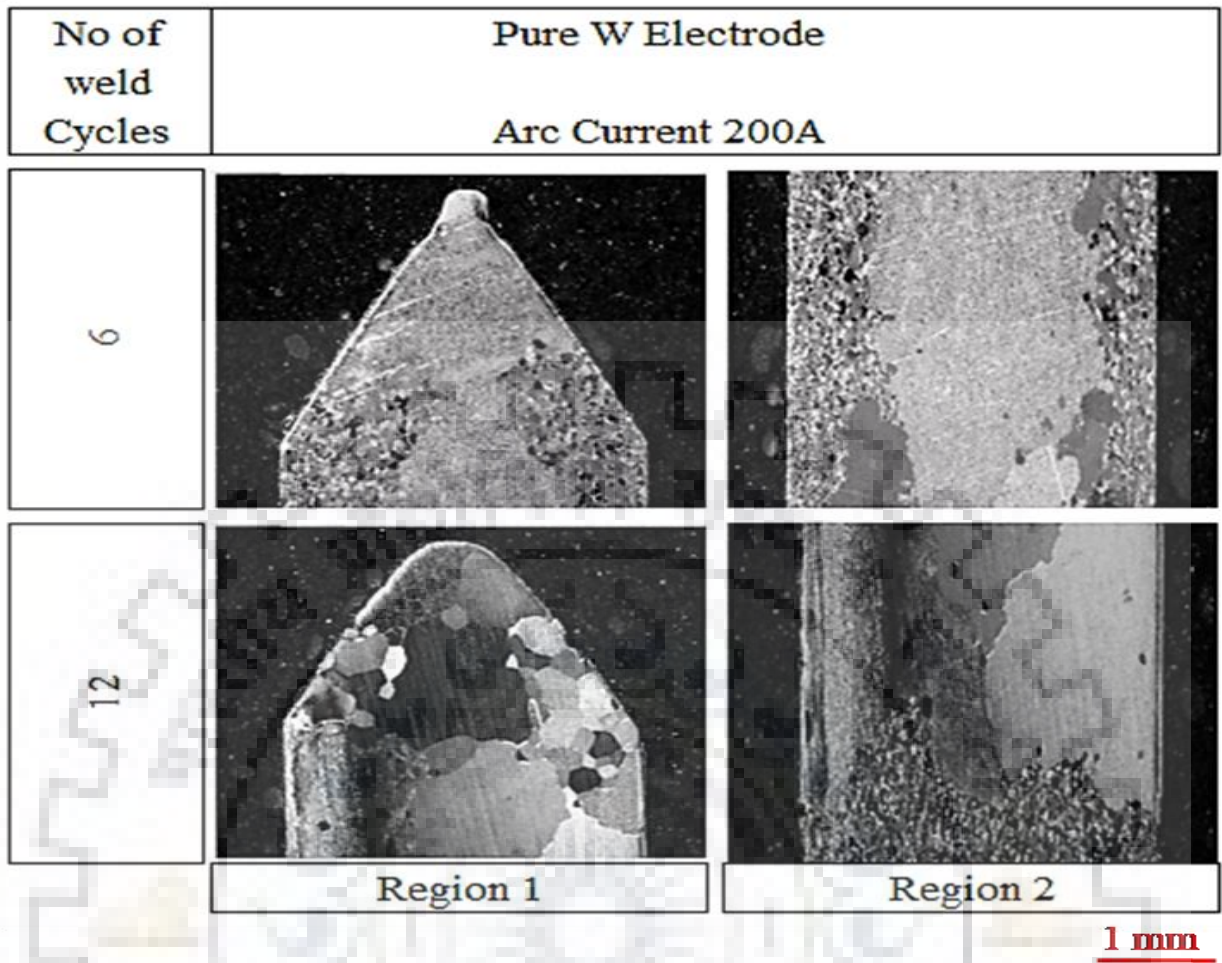 No of
weld
Cycles
Pure W Electrode
Arc Current 200A
6
12
Region 1
Region 2
1 mm